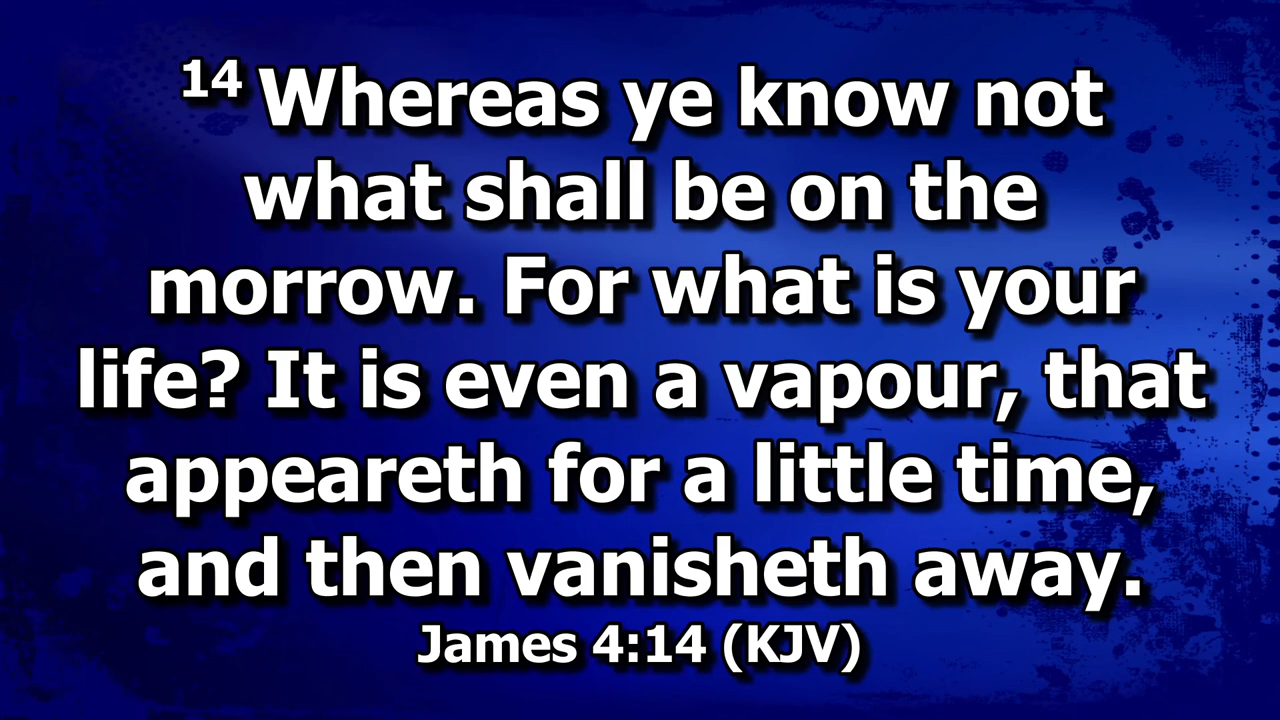 14 Whereas ye know not
what shall be on the
morrow. For what is your
life? It is even a vapour, that
appeareth for a little time,
and then vanisheth away.
James 4:14 (KJV)